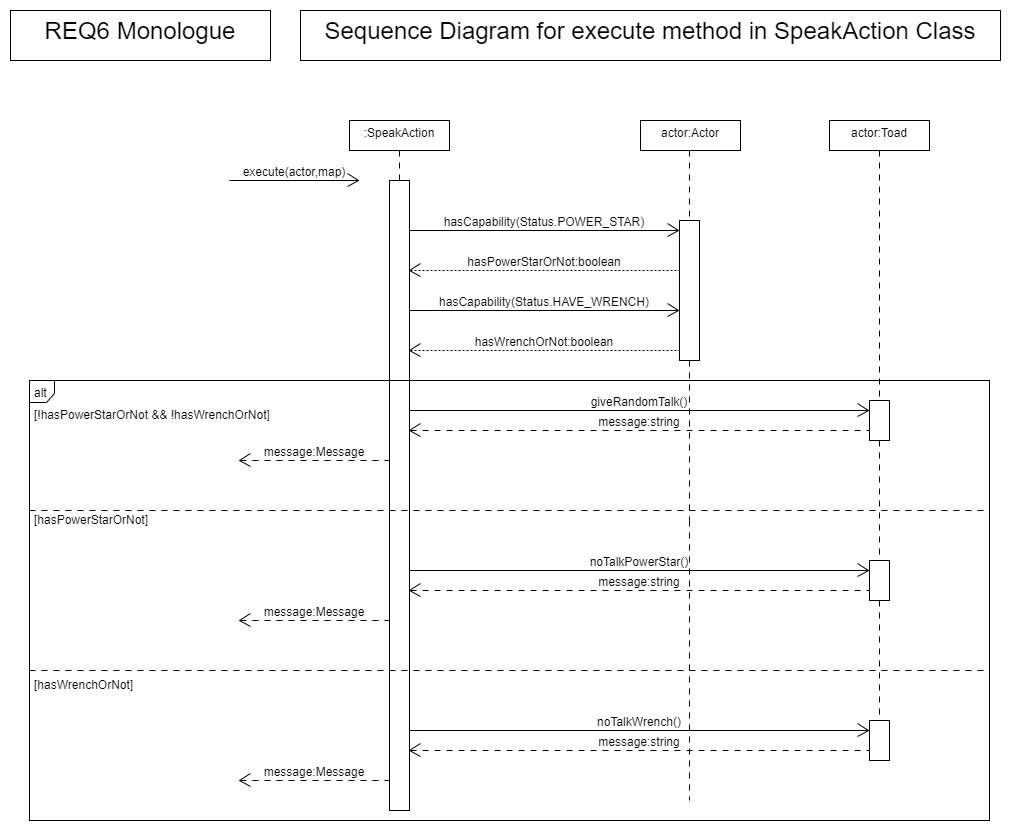 REQ6 Monologue
Sequence Diagram for execute method in SpeakAction Class
:SpeakAction
actor:Actor
actor:Toad
execute(actor,map)
hasCapability(Status.POWER_STAR)
hasPowerStarOrNot:boolean
hasCapability(Status.HAVE_WRENCH)
hasWrenchOrNot:boolean
alt
[!hasPowerStarOrNot && !hasWrenchOrNot]
giveRandomTalk()
message:string
message:Message
[hasPowerStarOrNot]
noTalkPowerStar()
message:string
message:Message
[hasWrenchOrNot]
noTalkWrench()
message:string
message:Message